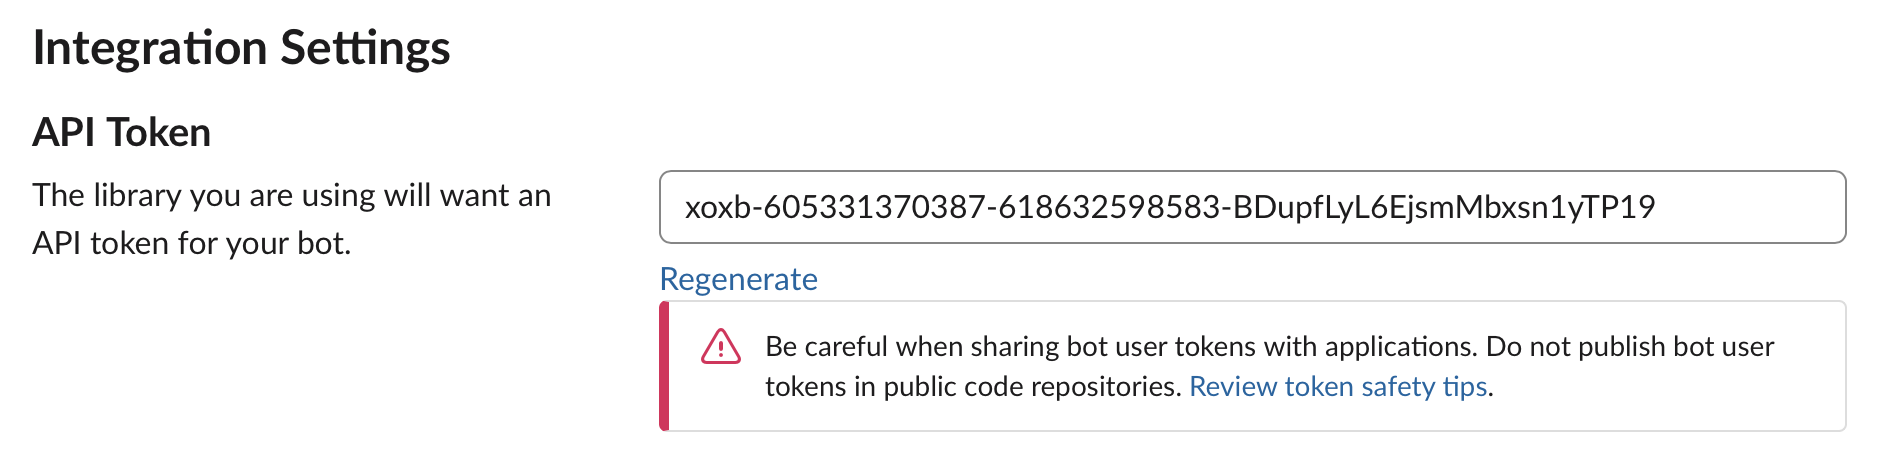 Integration Settings
API Token
The library you are using will want an
API token for your bot.
xoxb-605331370387-618632598583-BDupfLyL6EjsmMbxsn1yTP19
Regenerate
Be careful when sharing bot user tokens with applications. Do not publish bot user
tokens in public code repositories. Review token safety tips.